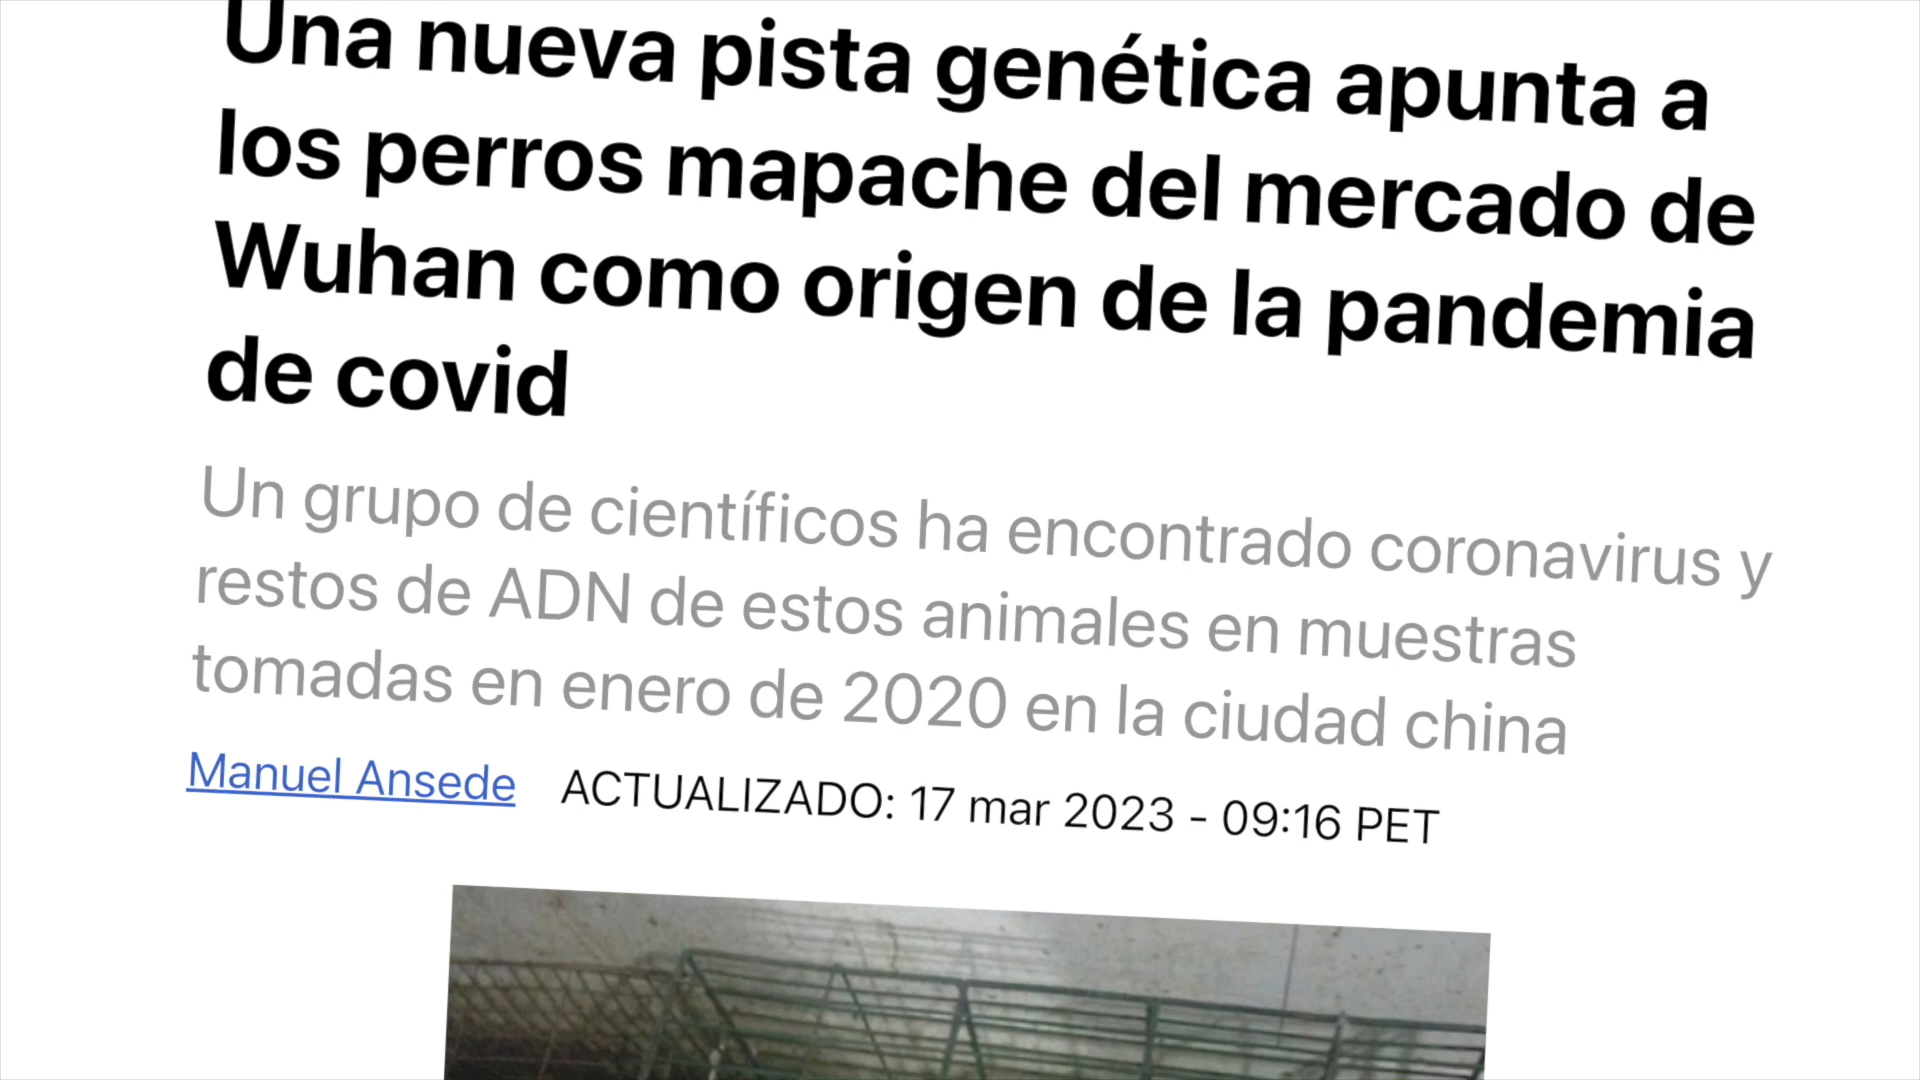 Una nueva pista genética apunta a
los perros mapache del mercado de
Wuhan como origen de la pandemia
de covid
Un grupo de científicos ha encontrado coronavirus y
restos de ADN de estos animales en muestras
tomadas en enero de 2020 en la ciudad china
Manuel Ansede ACTUALIZADO: 17 mar 2023 - 09:16 PET